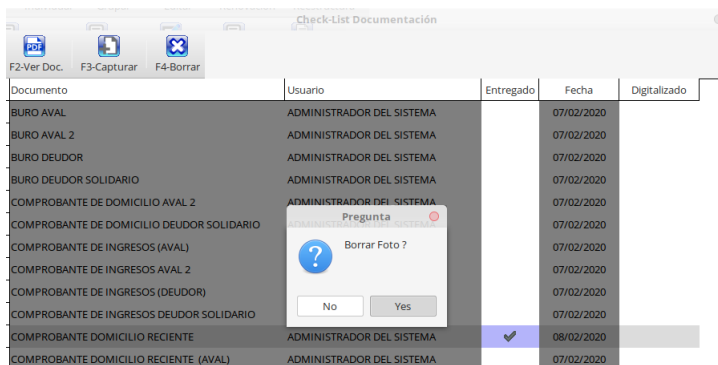 Check-List Documentación
PDF
F2-Ver Doc. F3-Capturar F4-Borrar
Documento Usuario Entregado Fecha Digitalizado
BURO AVAL ADMINISTRADOR DEL SISTEMA 07/02/2020
BURO AVAL 2 ADMINISTRADOR DEL SISTEMA 07/02/2020
BURO DEUDOR ADMINISTRADOR DEL SISTEMA 07/02/2020
BURO DEUDOR SOLIDARIO ADMINISTRADOR DEL SISTEMA 07/02/2020
COMPROBANTE DE DOMICILIO AVAL 2 ADMINISTRADOR DEL SISTEMA 07/02/2020
COMPROBANTE DE DOMICILIO DEUDOR SOLIDARIO ADMINISTRADOR DEL SISTEMA 07/02/2020
COMPROBANTE DE INGRESOS (AVAL) 07/02/2020
COMPROBANTE DE INGRESOS AVAL 2 07/02/2020
COMPROBANTE DE INGRESOS (DEUDOR) 07/02/2020
COMPROBANTE DE INGRESOS DEUDOR SOLIDARIO 07/02/2020
COMPROBANTE DOMICILIO RECIENTE ADMINISTRADOR DEL SISTEMA 08/02/2020
COMPROBANTE DOMICILIO RECIENTE (AVAL) ADMINISTRADOR DEL SISTEMA 07/02/2020
Pregunta
Borrar Foto ?
No Yes